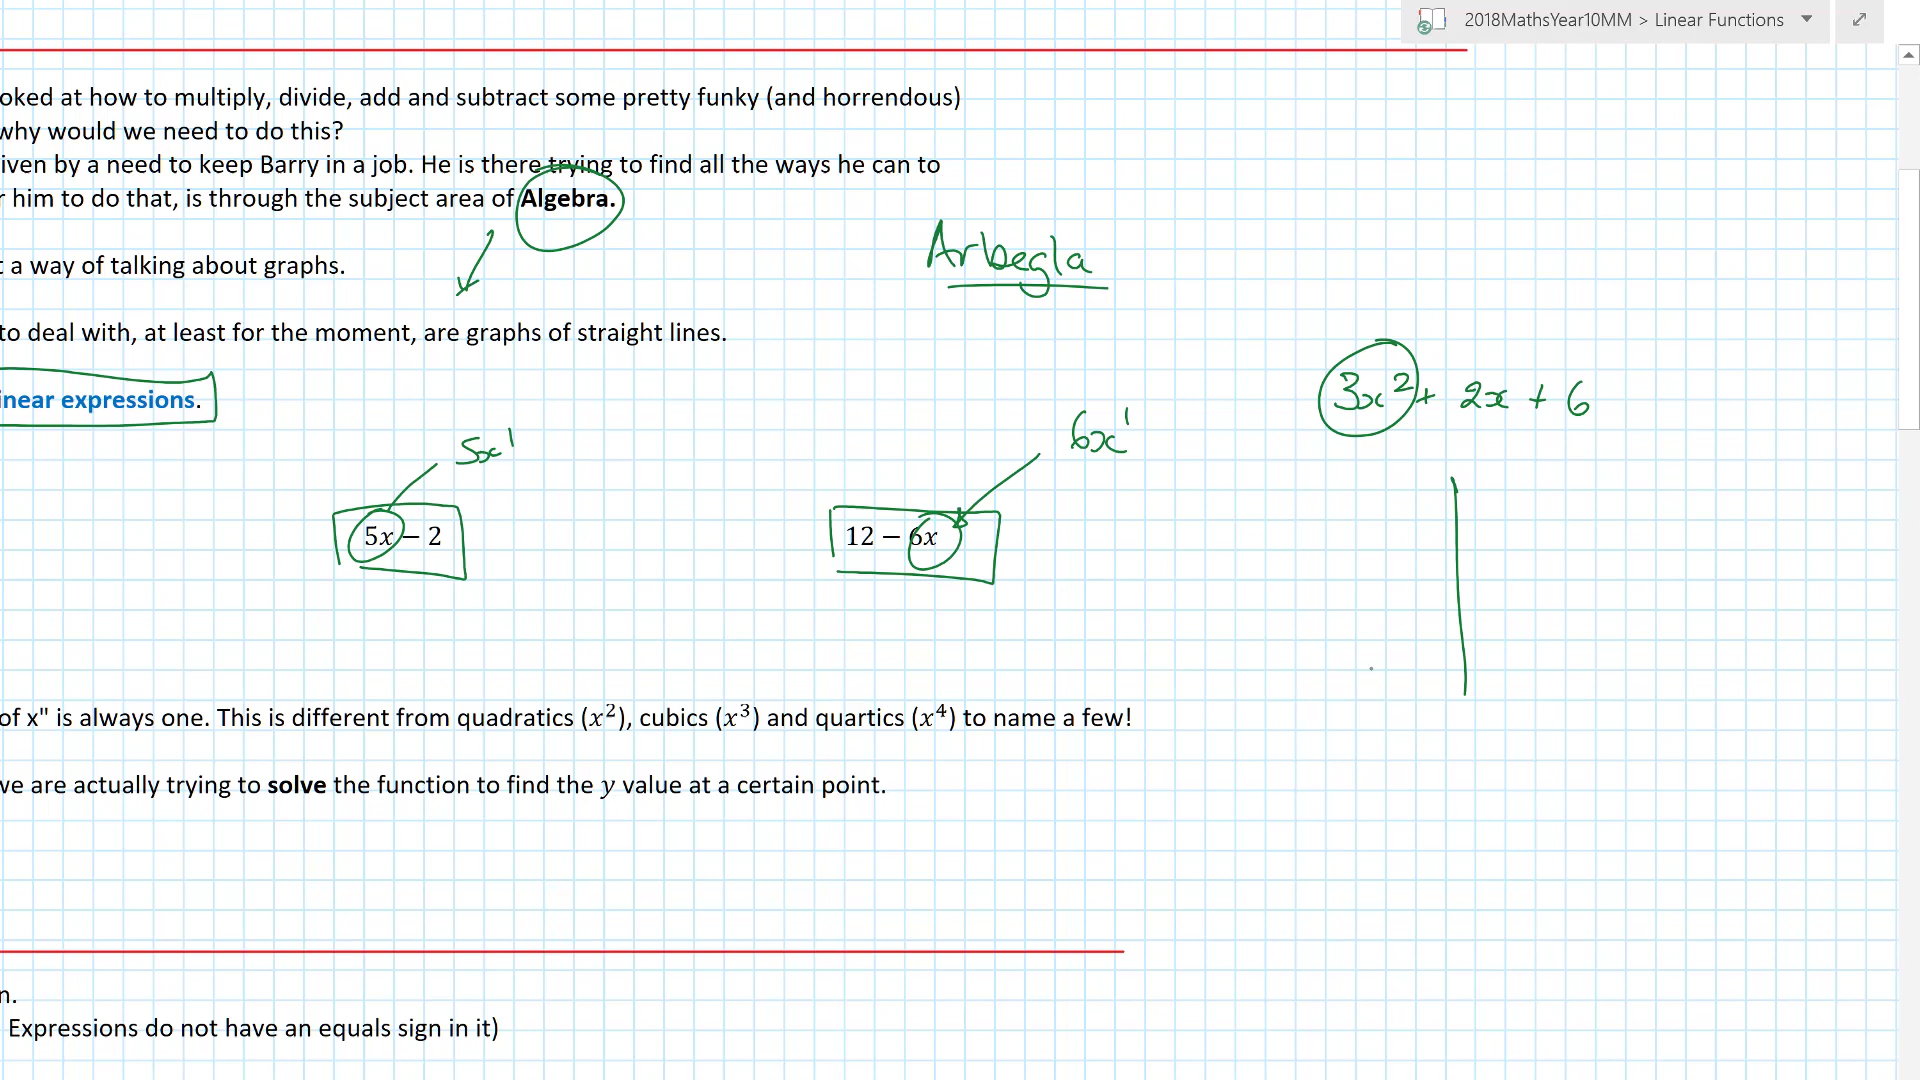 2018MathsYear10MM > Linear Functions
oked at how to multiply, divide, add and subtract some pretty funky (and horrendous)
why would we need to do this?
iven by a need to keep Barry in a job. He is there trying to find all the ways he can to
r him to do that, is through the subject area of Algebra.
Arbegla
t a way of talking about graphs.
to deal with, at least for the moment, are graphs of straight lines.
inear expressions.
3x² + 2x + 6
5x¹
6x¹
5x − 2
12 − 6x
of x" is always one. This is different from quadratics (x²), cubics (x³) and quartics (x⁴) to name a few!
we are actually trying to solve the function to find the y value at a certain point.
n.
Expressions do not have an equals sign in it)